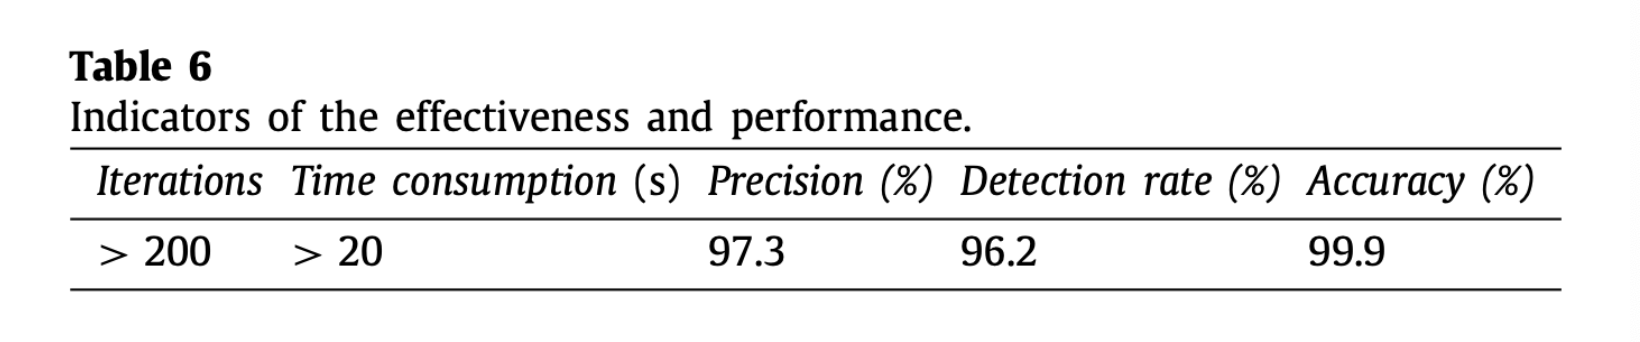 Table 6
Indicators of the effectiveness and performance.
Iterations Time consumption (s) Precision (%) Detection rate (%) Accuracy (%)
> 200 > 20 97.3 96.2 99.9